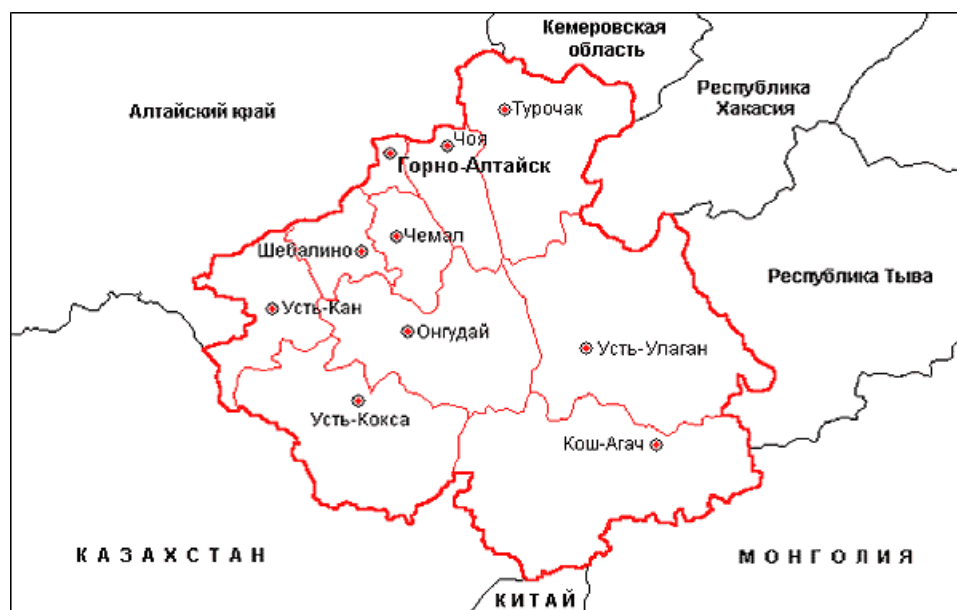 Кемеровская
область
Республика
Хакасия
Алтайский край
Турочак
Чоя
Горно-Алтайск
Чемал
Шебалино
Республика Тыва
Усть-Кан
Онгудай
Усть-Улаган
Усть-Кокса
Кош-Агач
КАЗАХСТАН
МОНГОЛИЯ
КИТАЙ